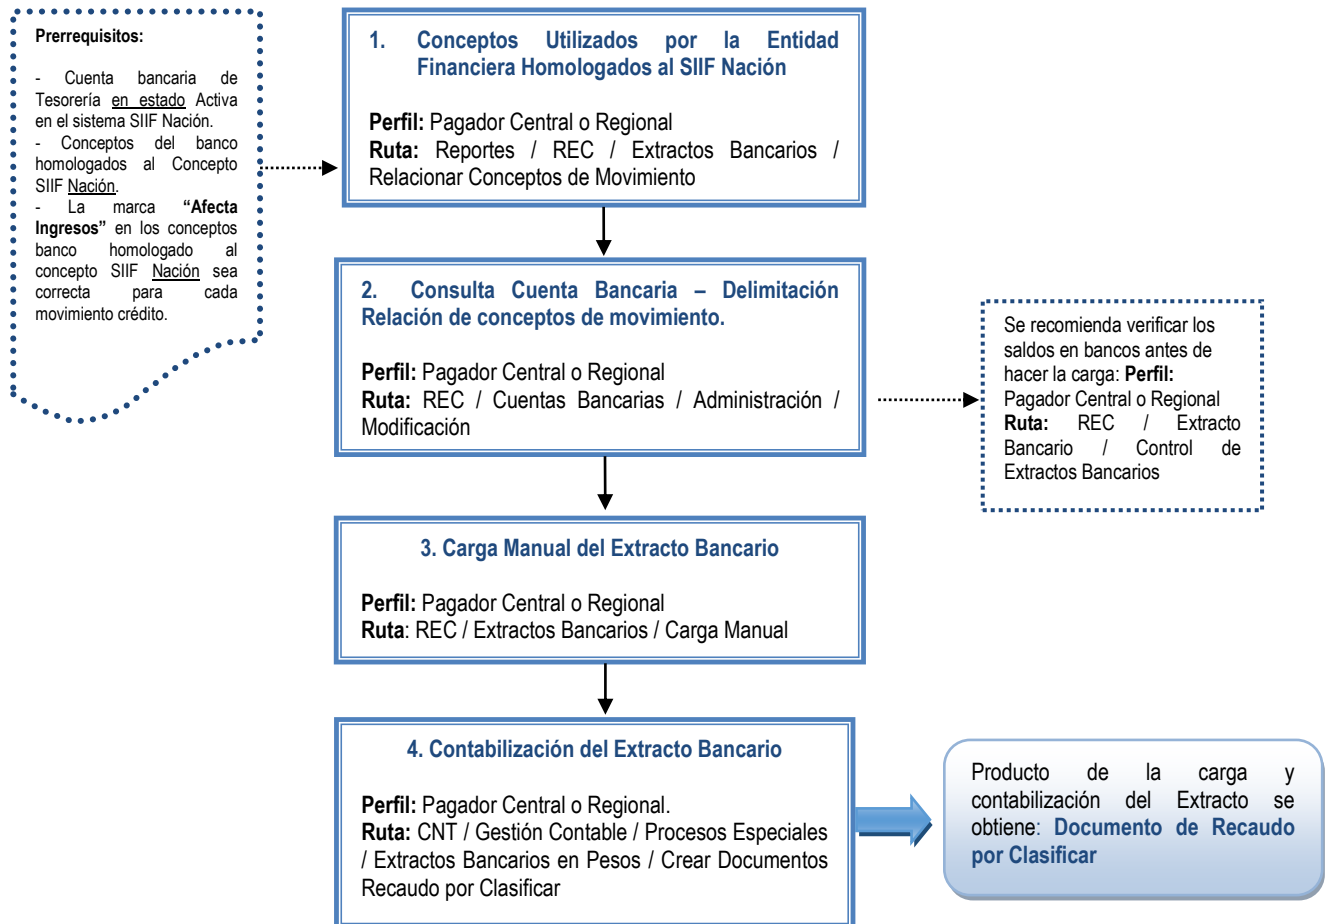 Prerrequisitos:
- Cuenta bancaria de
Tesorería en estado Activa
en el sistema SIIF Nación.
- Conceptos del banco
homologados al Concepto
SIIF Nación.
- La marca “Afecta
Ingresos” en los conceptos
banco homologado al
concepto SIIF Nación sea
correcta para cada
movimiento crédito.
1. Conceptos Utilizados por la Entidad
Financiera Homologados al SIIF Nación
Perfil: Pagador Central o Regional
Ruta: Reportes / REC / Extractos Bancarios /
Relacionar Conceptos de Movimiento
2. Consulta Cuenta Bancaria – Delimitación
Relación de conceptos de movimiento.
Perfil: Pagador Central o Regional
Ruta: REC / Cuentas Bancarias / Administración /
Modificación
Se recomienda verificar los
saldos en bancos antes de
hacer la carga: Perfil:
Pagador Central o Regional
Ruta: REC / Extracto
Bancario / Control de
Extractos Bancarios
3. Carga Manual del Extracto Bancario
Perfil: Pagador Central o Regional
Ruta: REC / Extractos Bancarios / Carga Manual
4. Contabilización del Extracto Bancario
Perfil: Pagador Central o Regional.
Ruta: CNT / Gestión Contable / Procesos Especiales
/ Extractos Bancarios en Pesos / Crear Documentos
Recaudo por Clasificar
Producto de la carga y
contabilización del Extracto se
obtiene: Documento de Recaudo
por Clasificar